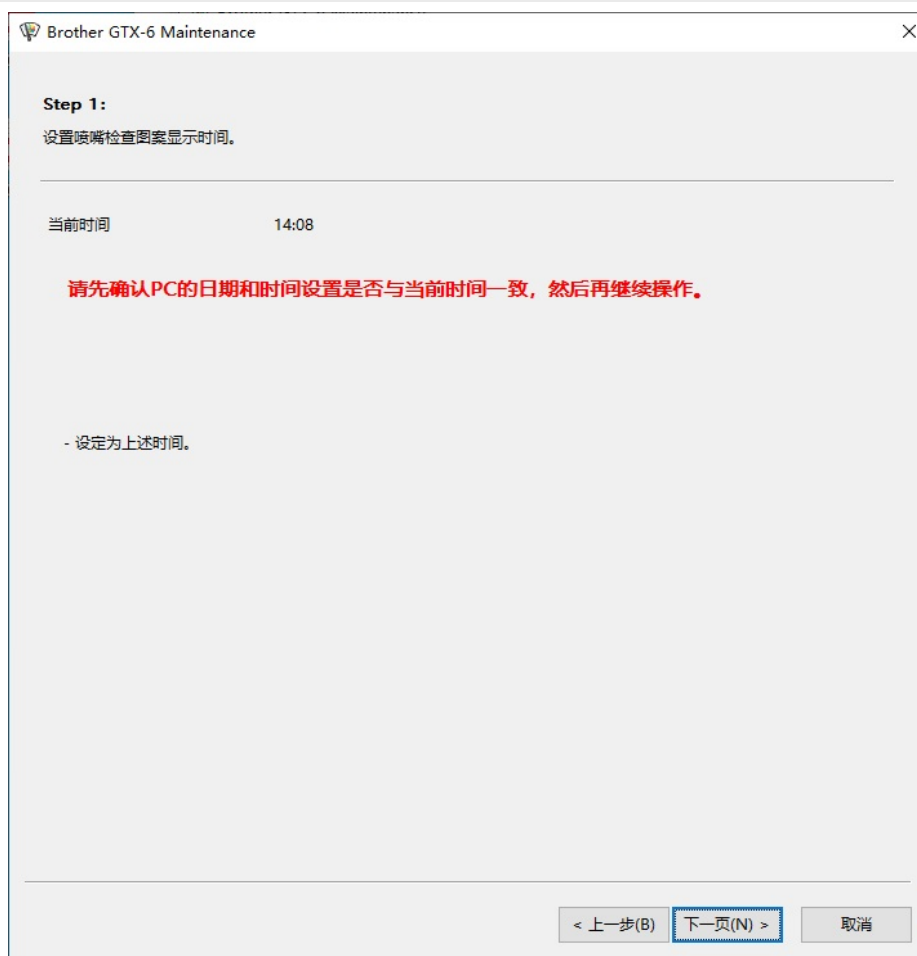 Brother GTX-6 Maintenance
Step 1:
设置喷嘴检查图案显示时间。
当前时间 14:08
请先确认PC的日期和时间设置是否与当前时间一致，然后再继续操作。
- 设定为上述时间。
< 上一步(B) 下一页(N) > 取消